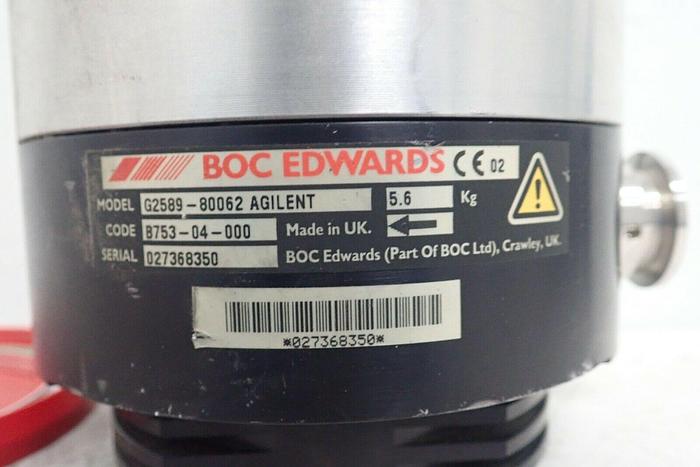 BOC EDWARDS CE 02
MODEL G2589-80062 AGILENT 5.6 Kg
CODE B753-04-000 Made in UK.
SERIAL 027368350 BOC Edwards (Part Of BOC Ltd), Crawley, UK.
*027368350*